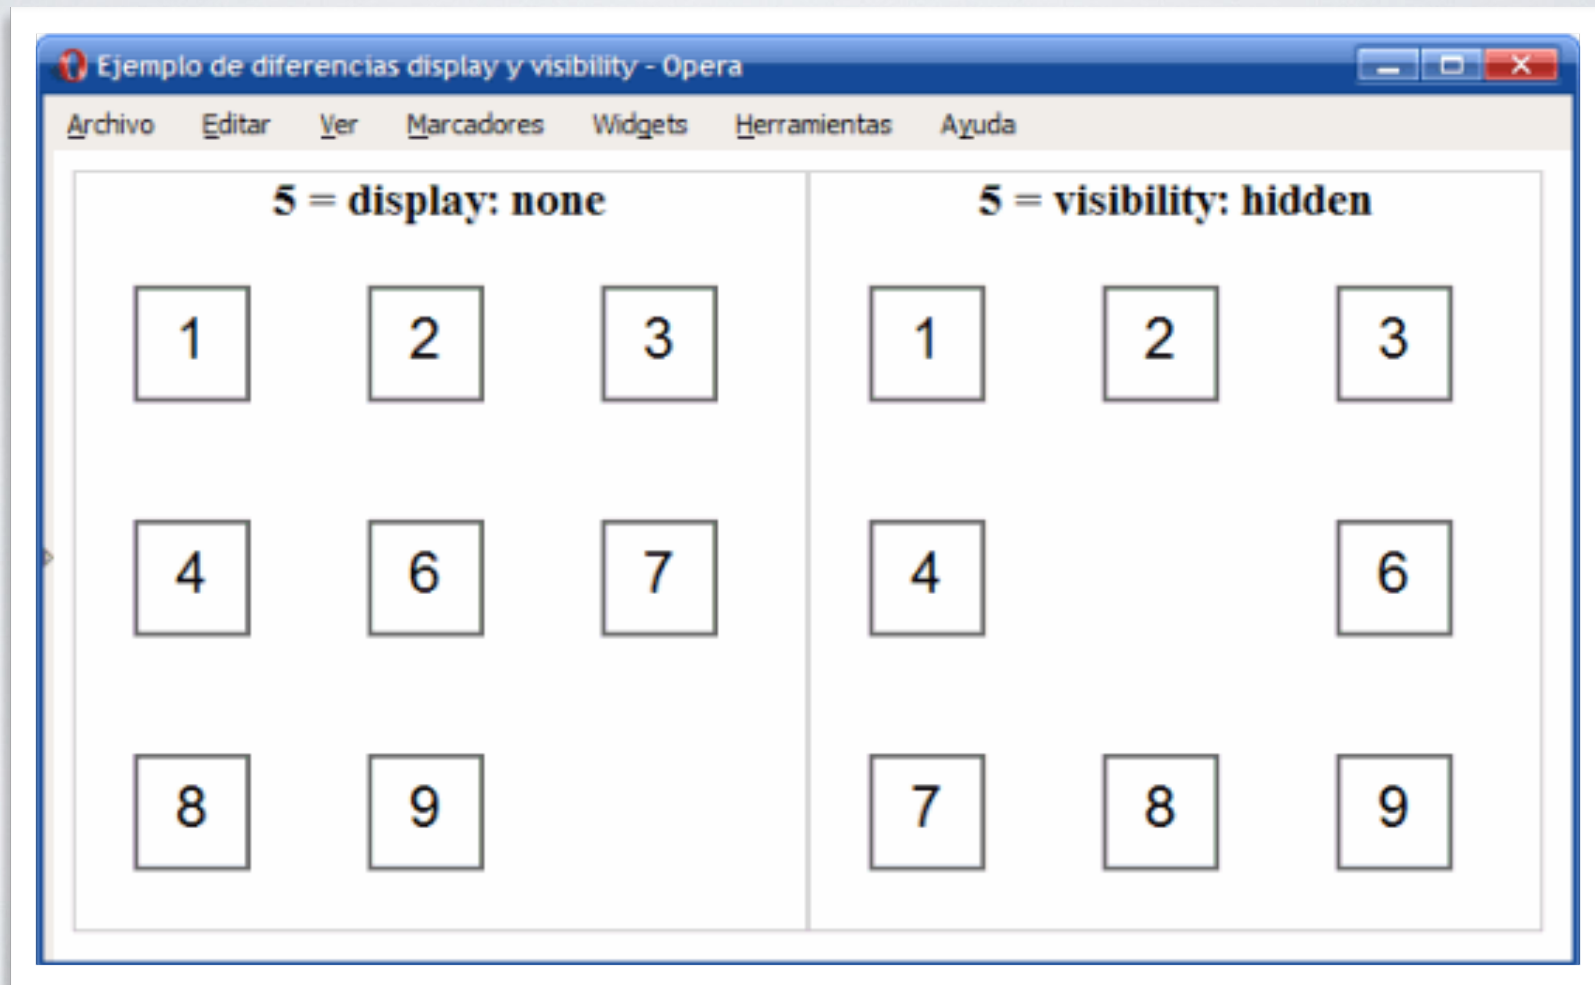 Ejemplo de diferencias display y visibility - Opera
Archivo Editar Ver Marcadores Widgets Herramientas Ayuda
5 = display: none
1 2 3
4 6 7
8 9
5 = visibility: hidden
1 2 3
4 6
7 8 9